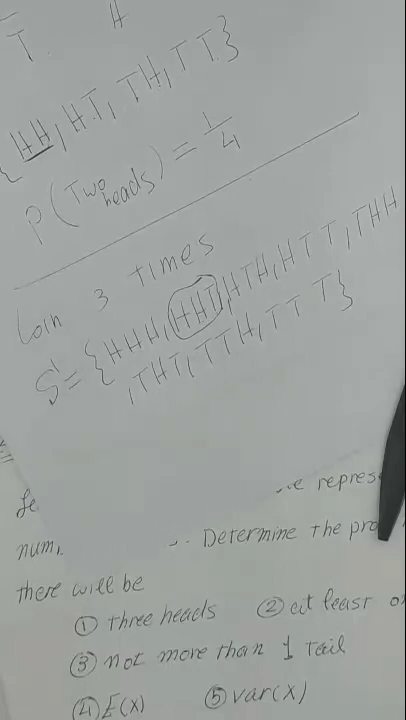 T. H
{HH, HT, TH, TT}
P(Two heads) = 1/4
Coin 3 times
S = {HHH, HHT, HTH, HTT, THH
, THT, TTH, TTT}
represes
num. Determine the pro
there will be
① three heads ② at least
③ not more than 1 Tail
④ E(X) ⑤ var(X)